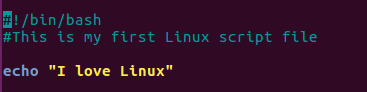 #!/bin/bash
#This is my first Linux script file
echo "I love Linux"